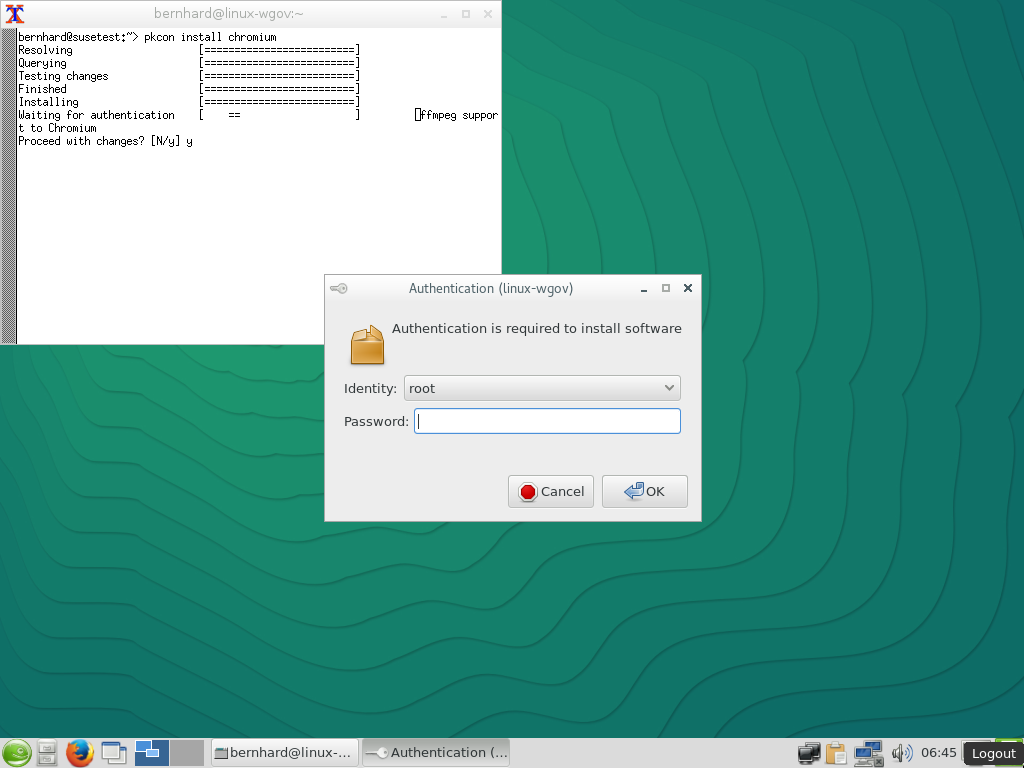 bernhard@linux-wgov:~
bernhard@susetest:~> pkcon install chromium
Resolving [=========================]
Querying [=========================]
Testing changes [=========================]
Finished [=========================]
Installing [=========================]
Waiting for authentication [    ==                   ] ffmpeg suppor
t to Chromium
Proceed with changes? [N/y] y
Authentication (linux-wgov)
Authentication is required to install software
Identity: root
Password:
Cancel OK
bernhard@linux-... Authentication (... 06:45 Logout